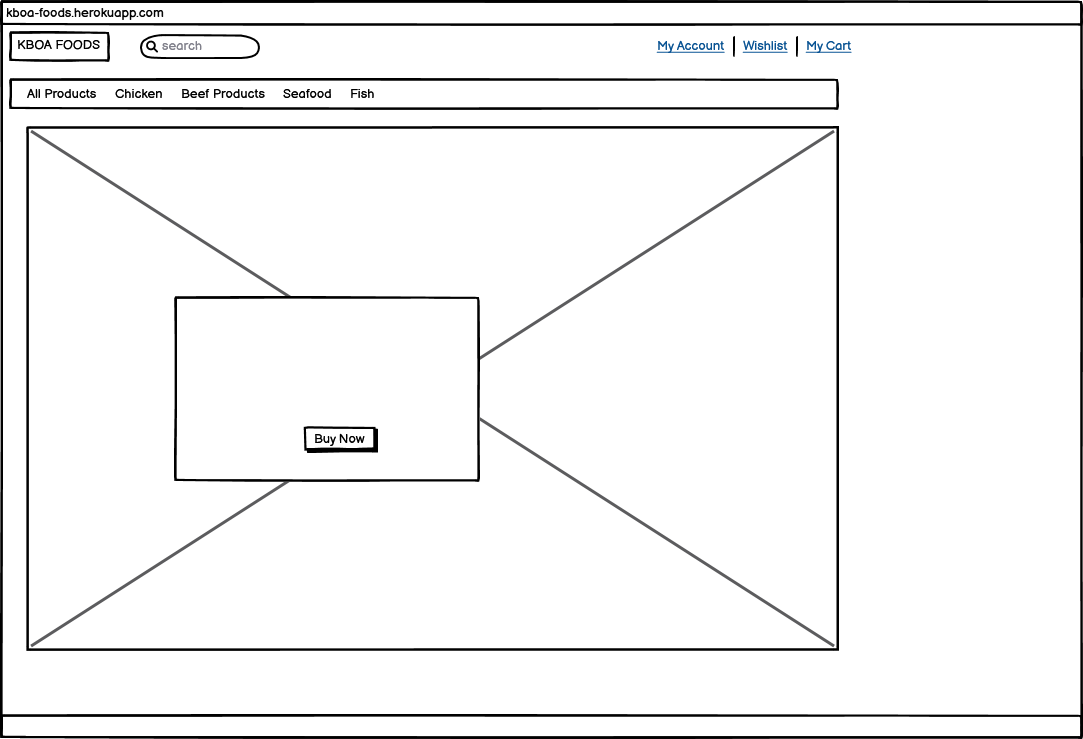 kboa-foods.herokuapp.com
KBOA FOODS search My Account Wishlist My Cart
All Products Chicken Beef Products Seafood Fish
Buy Now